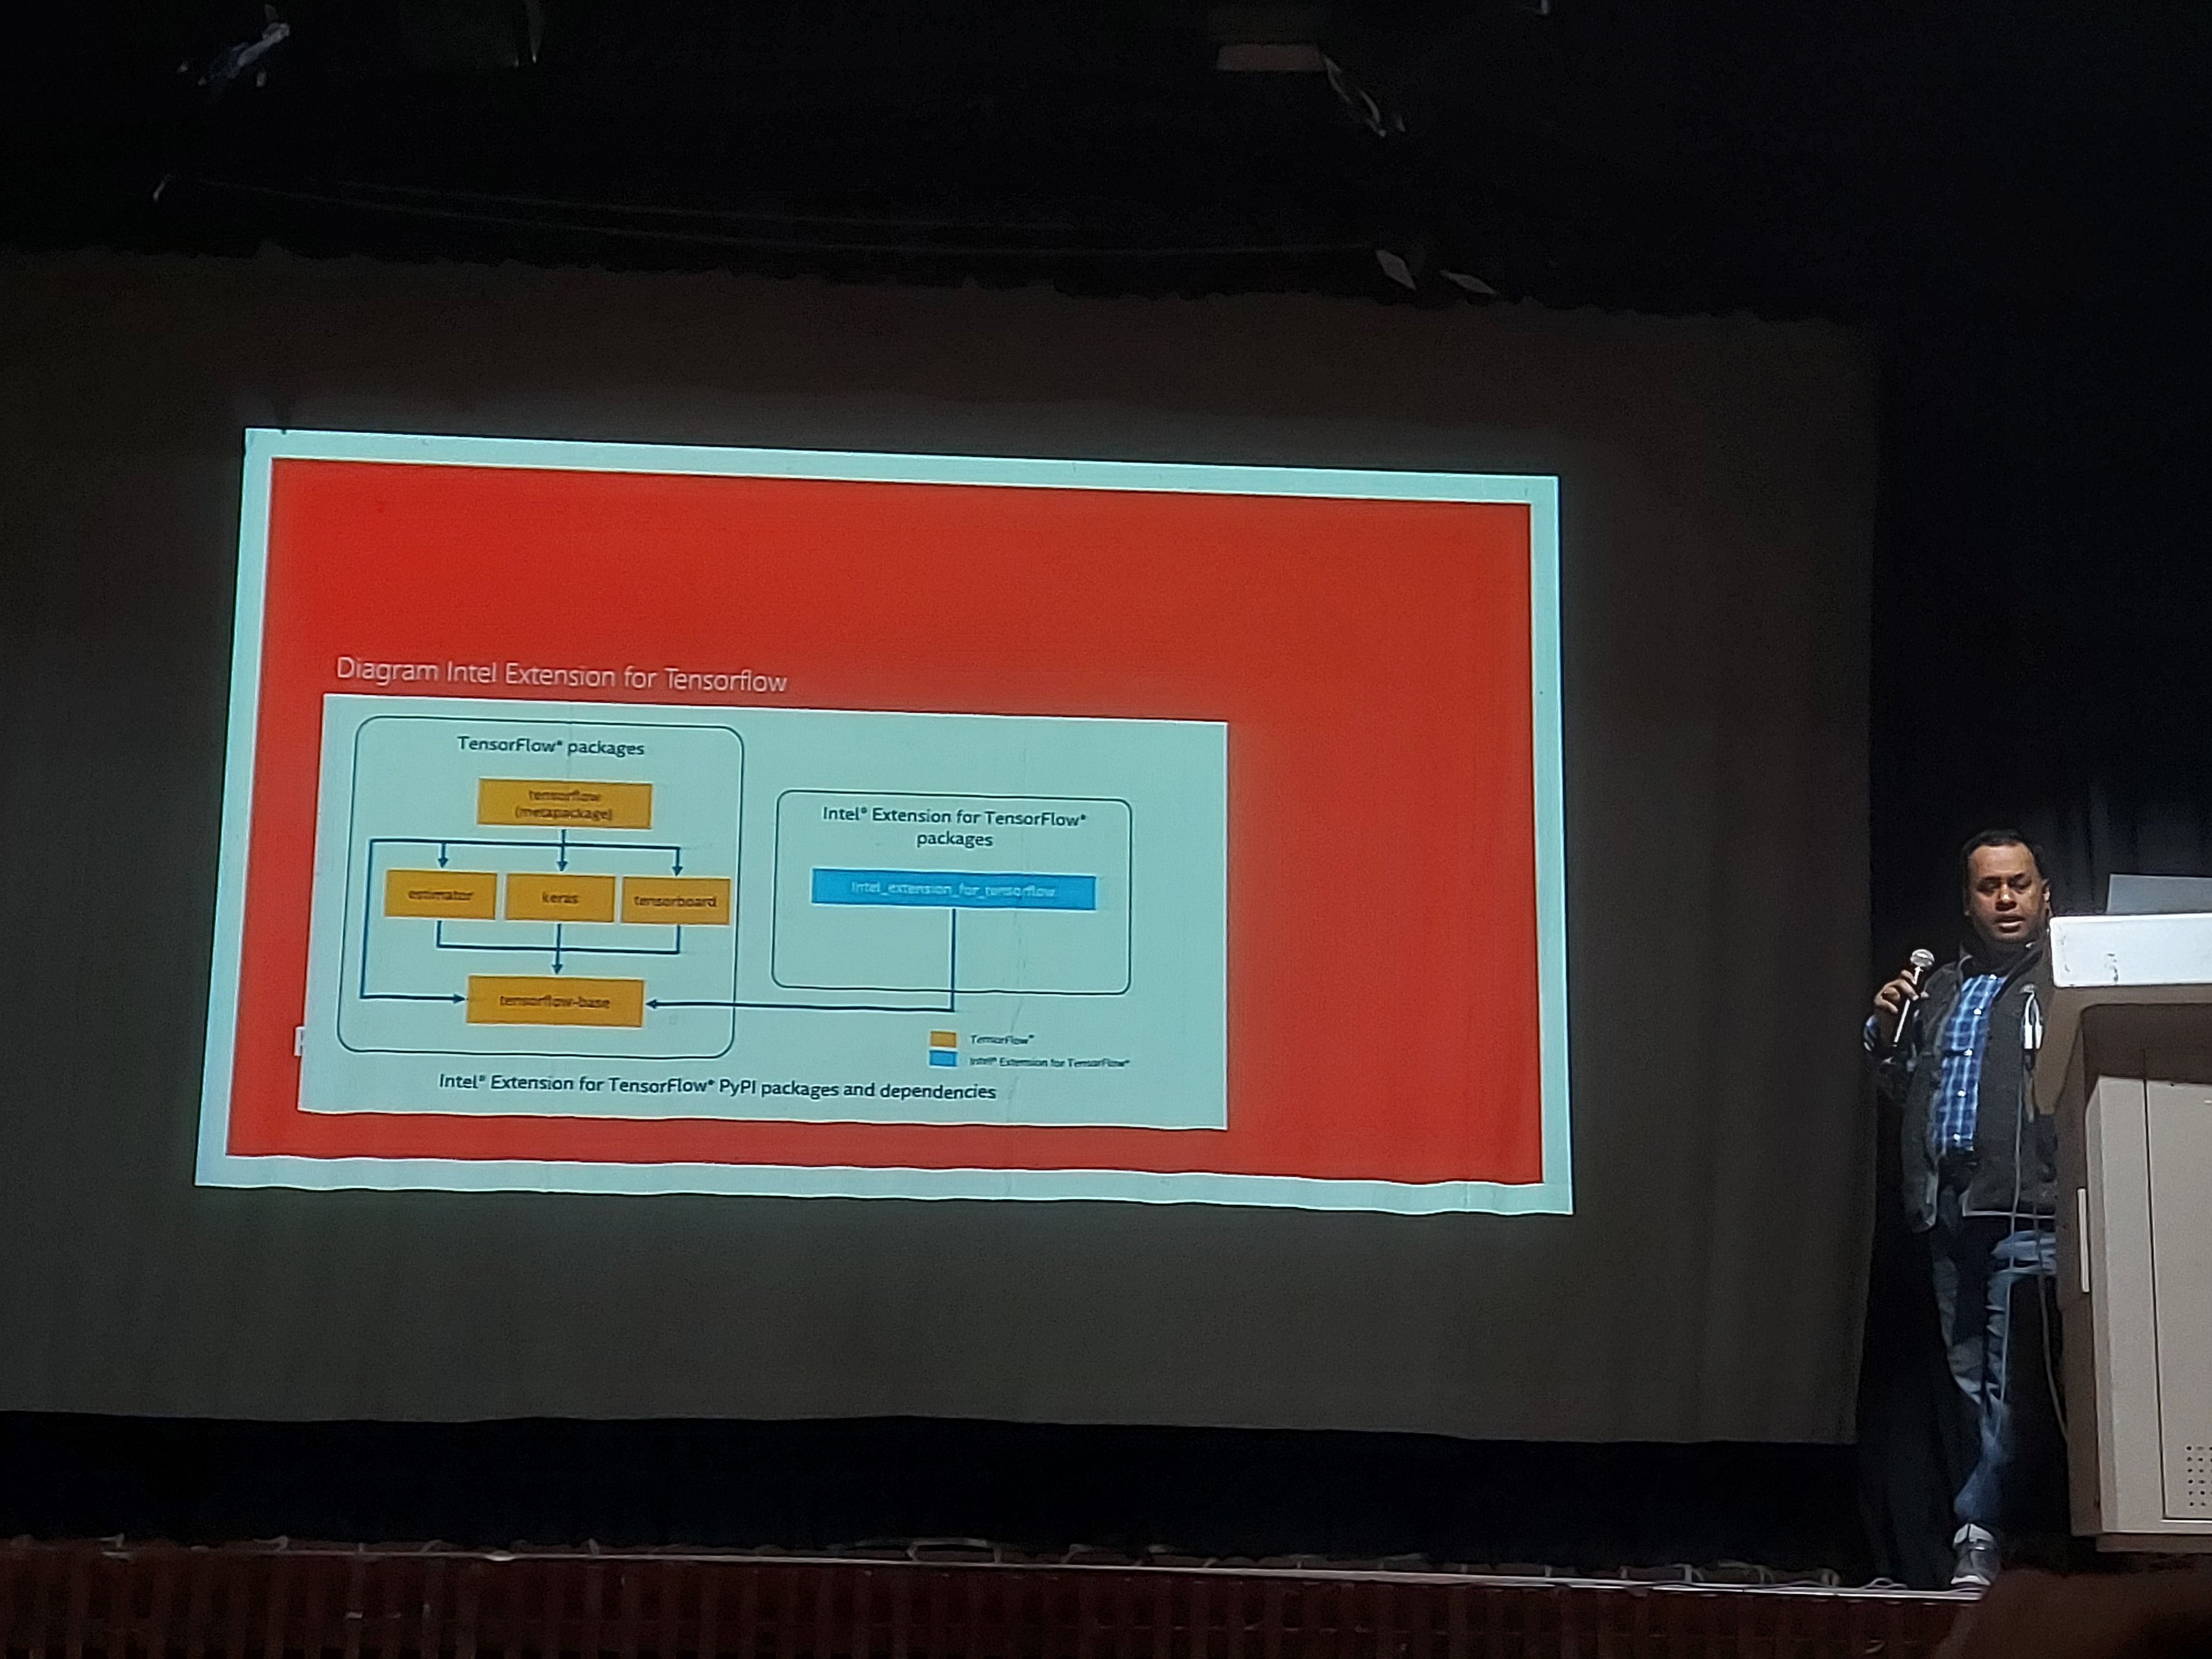 Diagram Intel Extension for Tensorflow
TensorFlow* packages
tensorflow
(metapackage)
estimator
keras
tensorboard
tensorflow-base
Intel® Extension for TensorFlow*
packages
intel_extension_for_tensorflow
TensorFlow*
Intel® Extension for TensorFlow*
Intel® Extension for TensorFlow* PyPI packages and dependencies